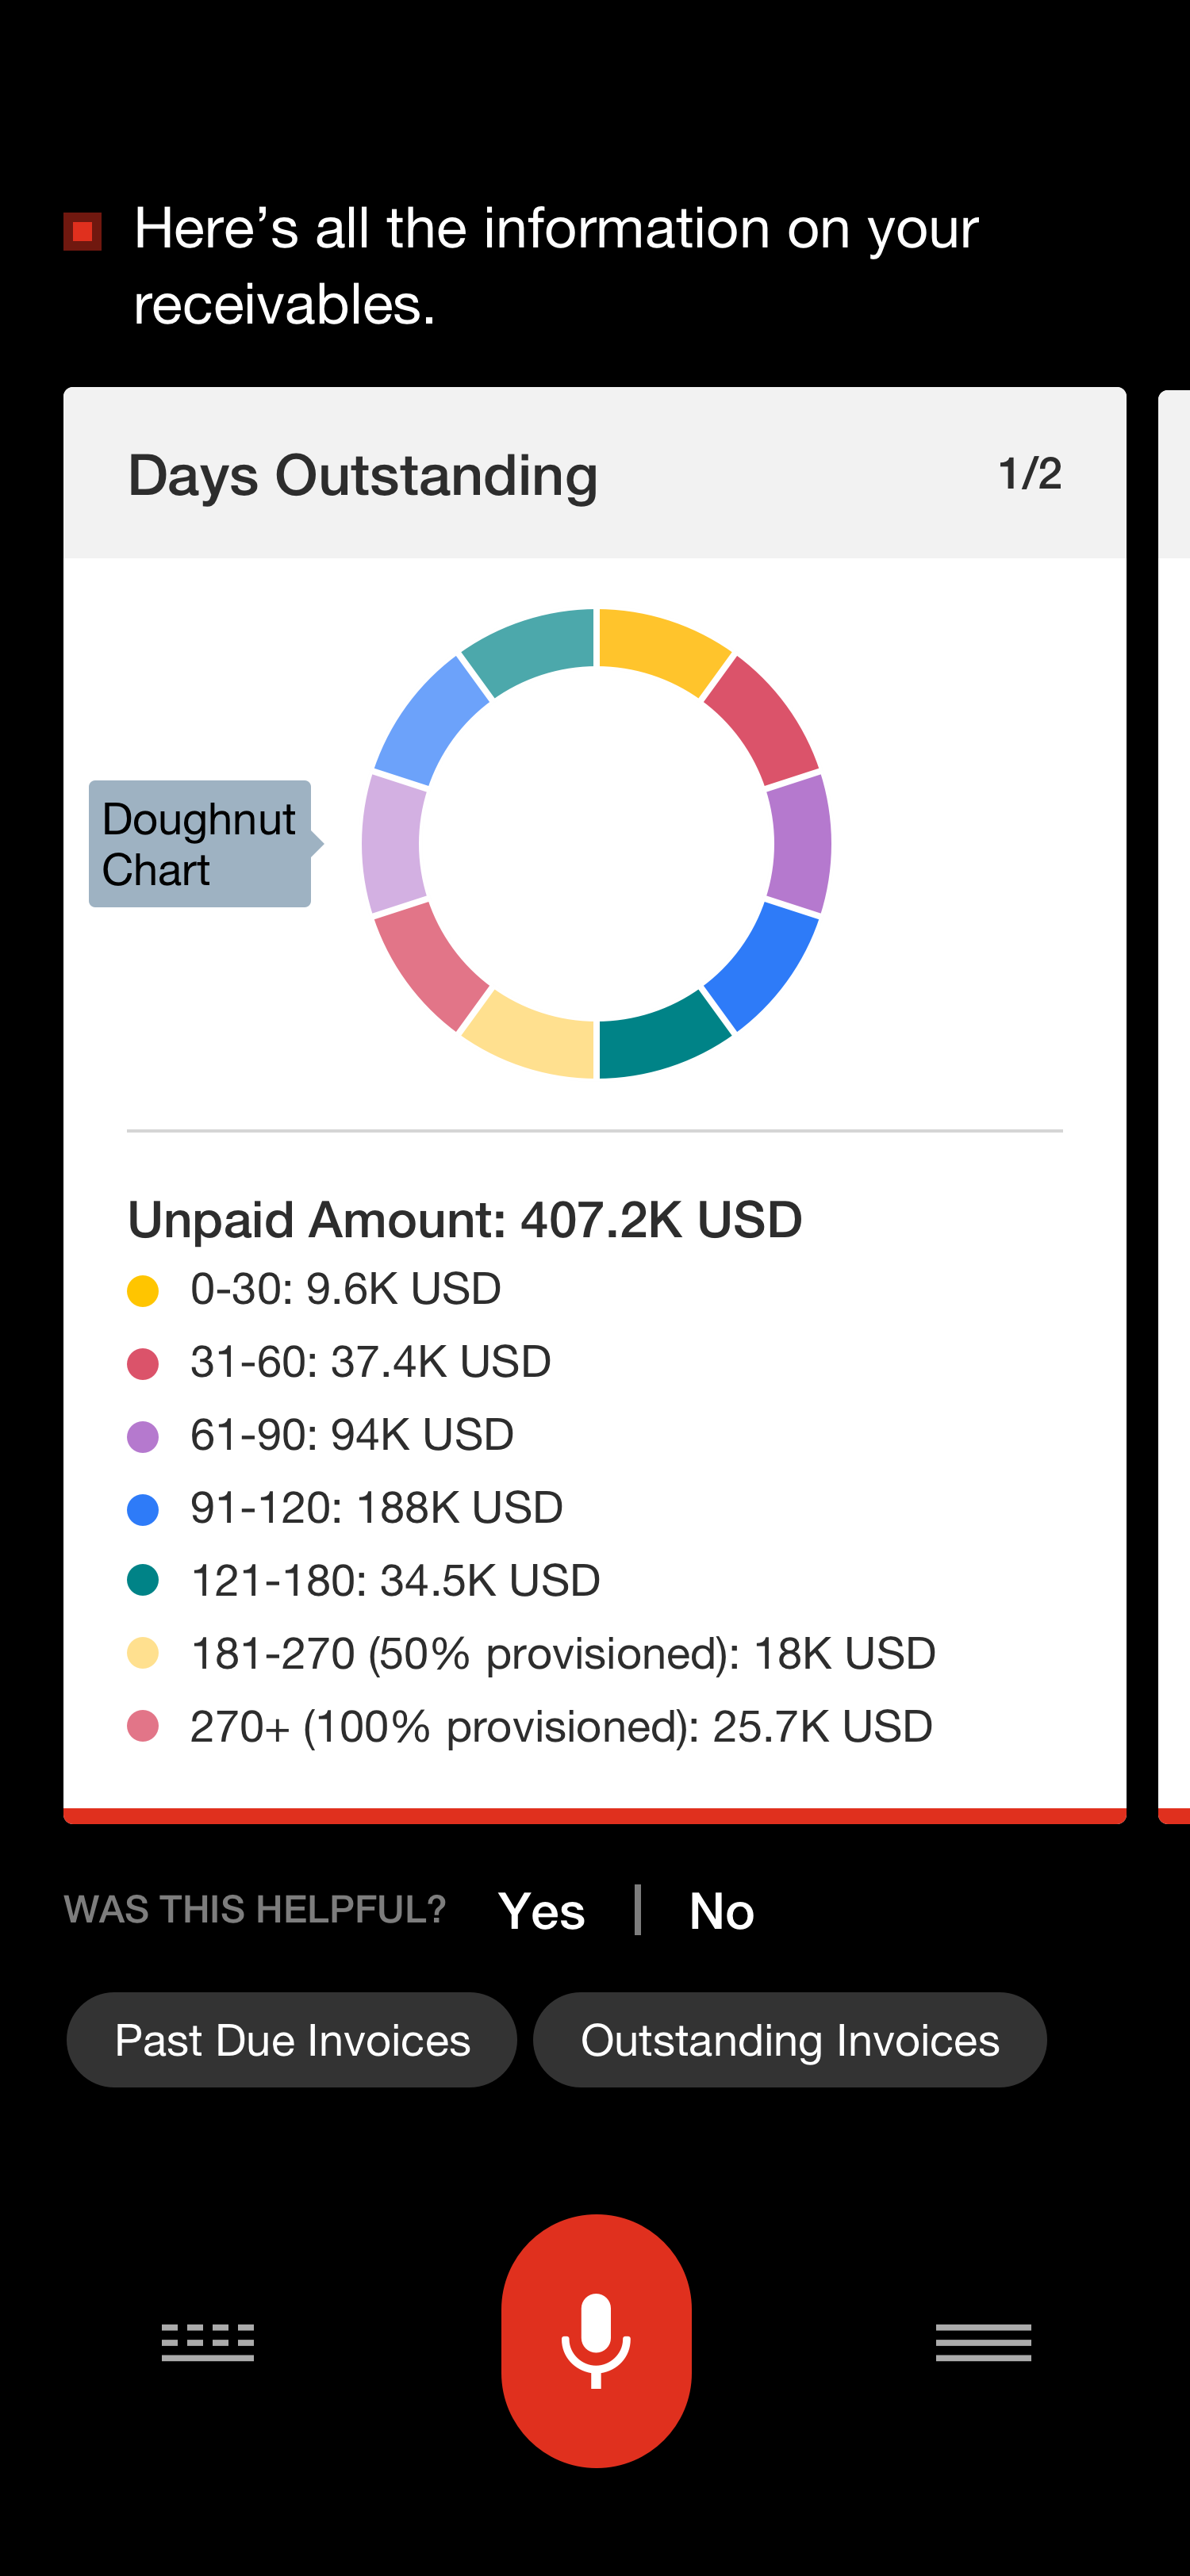 Here’s all the information on your
receivables.
Days Outstanding
1/2
Doughnut
Chart
Unpaid Amount: 407.2K USD
0-30: 9.6K USD
31-60: 37.4K USD
61-90: 94K USD
91-120: 188K USD
121-180: 34.5K USD
181-270 (50% provisioned): 18K USD
270+ (100% provisioned): 25.7K USD
WAS THIS HELPFUL? Yes | No
Past Due Invoices
Outstanding Invoices